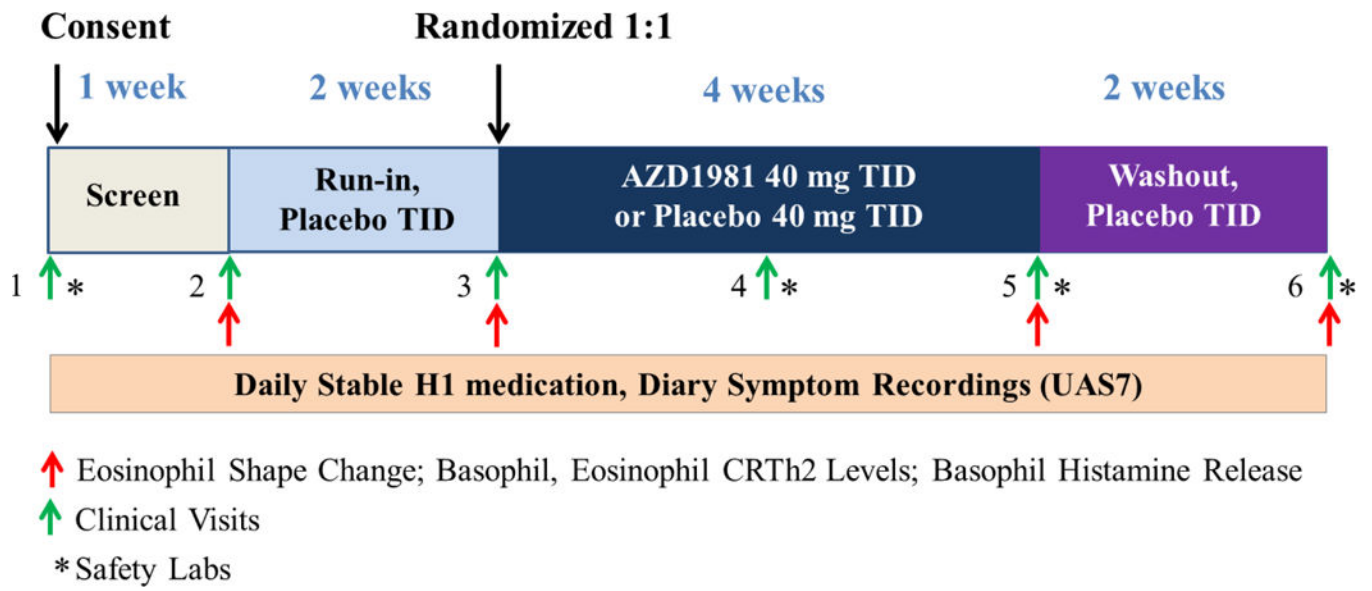 Consent
Randomized 1:1
1 week
2 weeks
4 weeks
2 weeks
Screen
Run-in,
Placebo TID
AZD1981 40 mg TID
or Placebo 40 mg TID
Washout,
Placebo TID
1 * 2 3 4 * 5 * 6 *
Daily Stable H1 medication, Diary Symptom Recordings (UAS7)
Eosinophil Shape Change; Basophil, Eosinophil CRTh2 Levels; Basophil Histamine Release
Clinical Visits
* Safety Labs